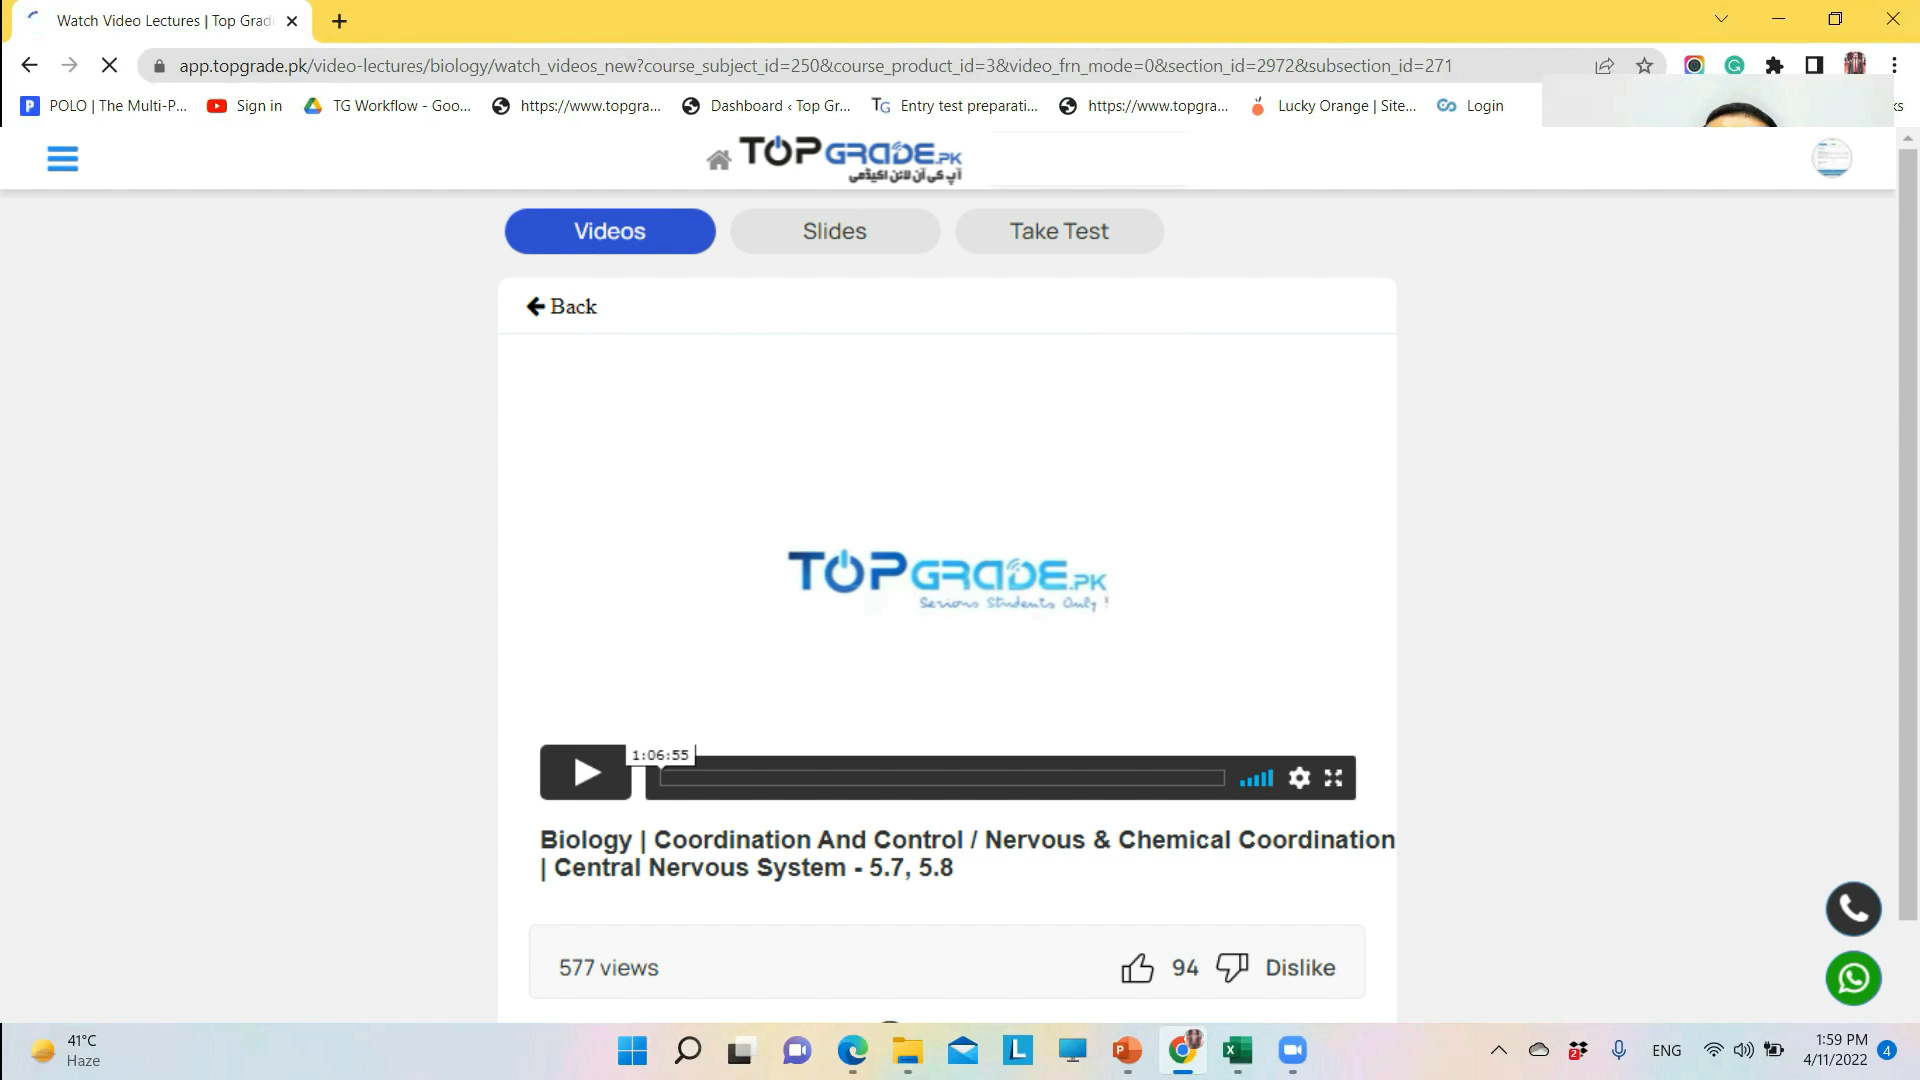 Watch Video Lectures | Top Grad
app.topgrade.pk/video-lectures/biology/watch_videos_new?course_subject_id=250&course_product_id=3&video_frn_mode=0&section_id=2972&subsection_id=271
POLO | The Multi-P... Sign in TG Workflow - Goo... https://www.topgra... Dashboard ‹ Top Gr... Entry test preparati... https://www.topgra... Lucky Orange | Site... Login
TOPGRADE.PK
آپ کی آن لائن اکیڈمی
Videos Slides Take Test
Back
TOPGRADE.PK
Serious Students Only !
1:06:55
Biology | Coordination And Control / Nervous & Chemical Coordination
| Central Nervous System - 5.7, 5.8
577 views 94 Dislike
41°C
Haze
ENG
1:59 PM
4/11/2022
4
2